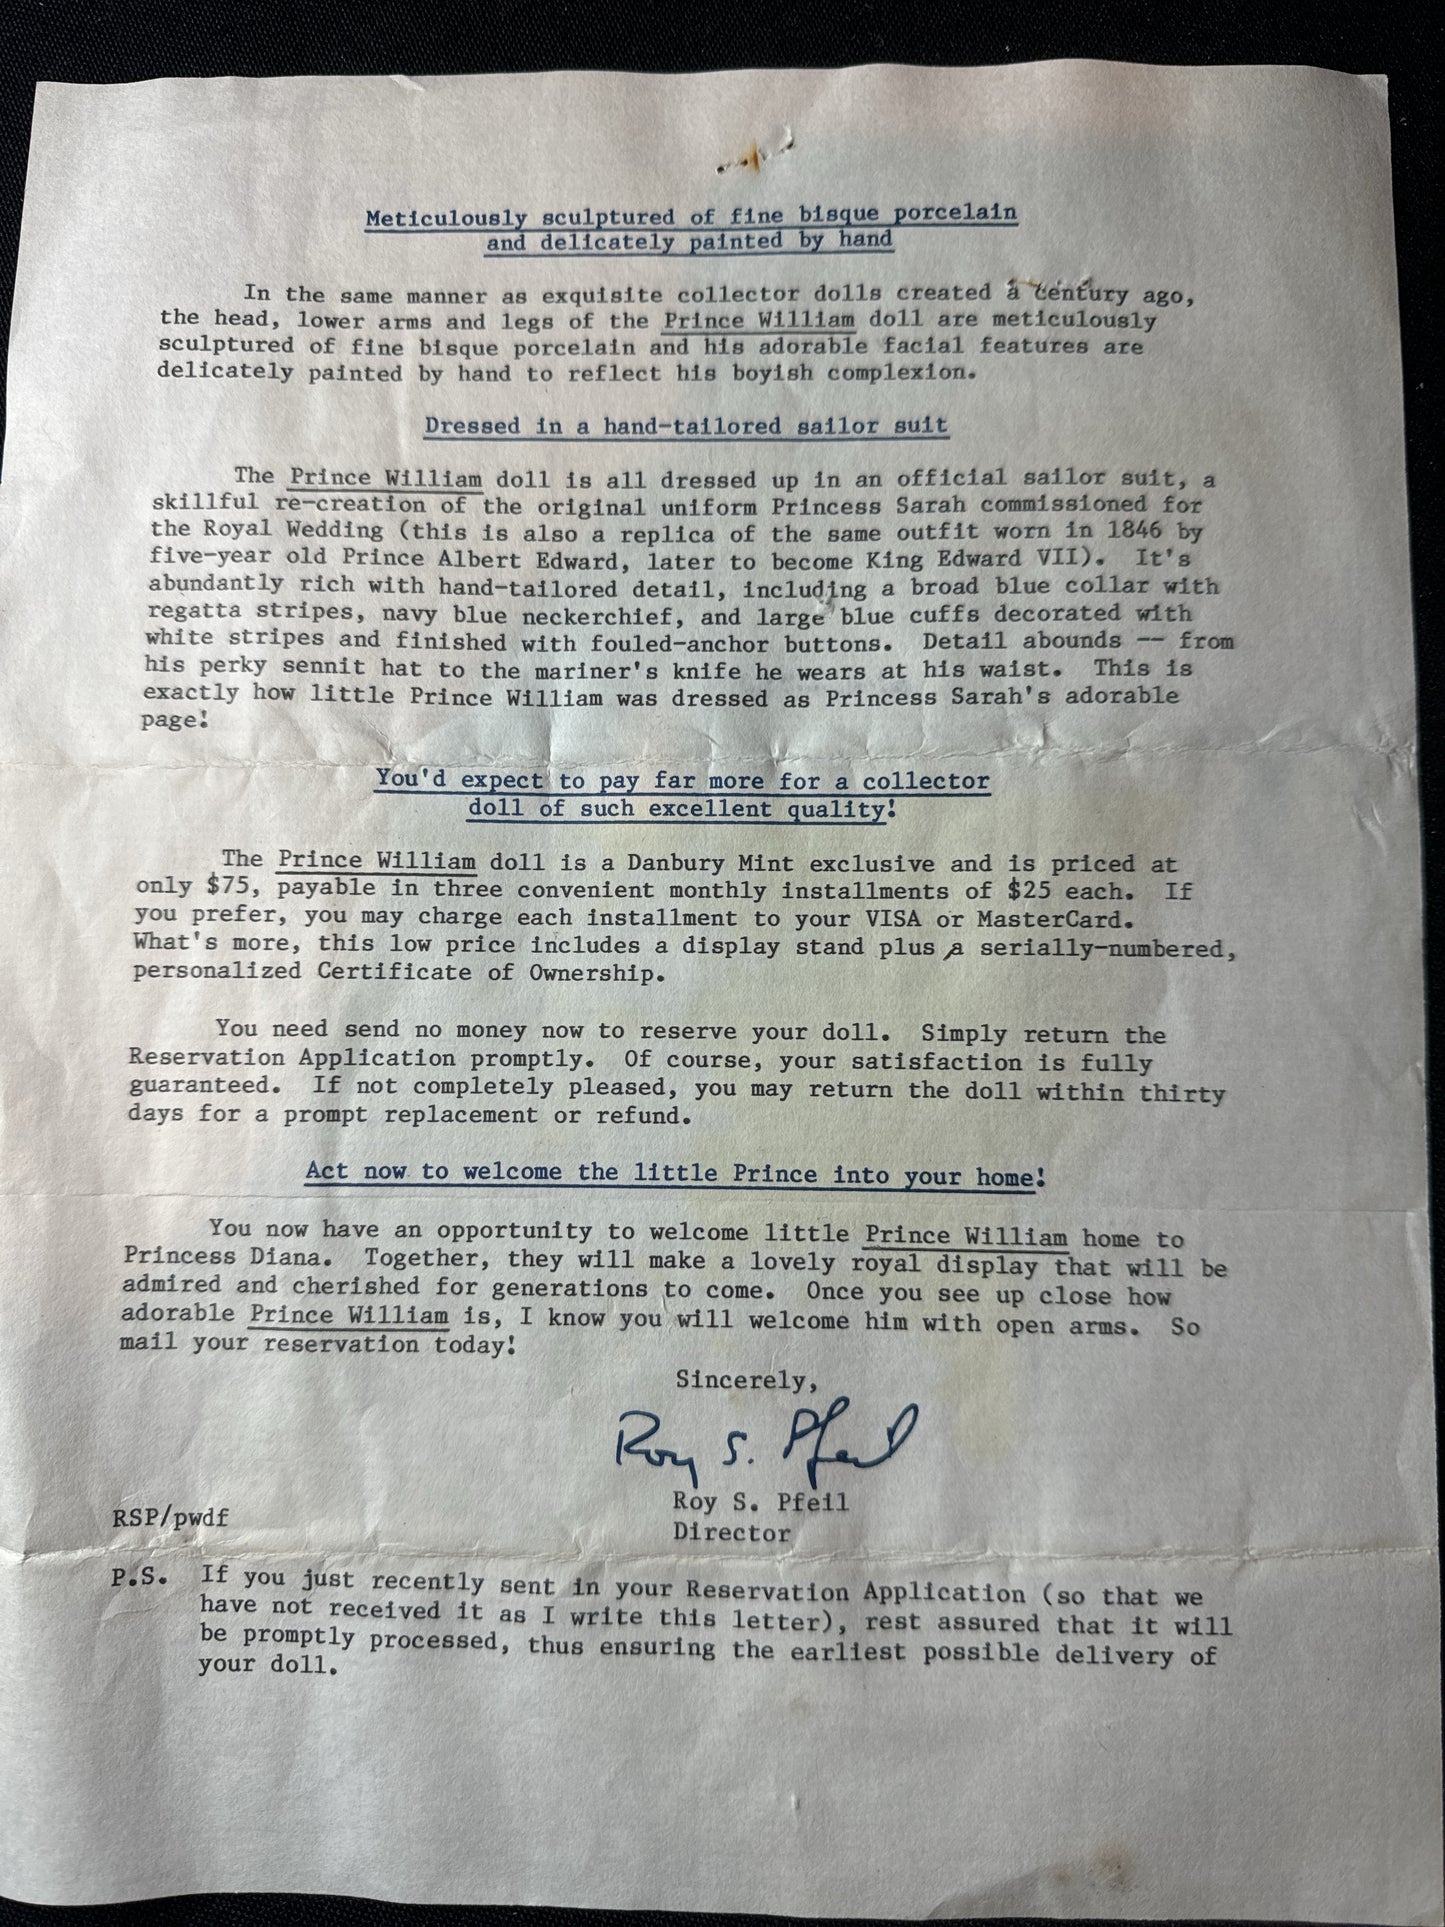 Meticulously sculptured of fine bisque porcelain
and delicately painted by hand
In the same manner as exquisite collector dolls created a century ago,
the head, lower arms and legs of the Prince William doll are meticulously
sculptured of fine bisque porcelain and his adorable facial features are
delicately painted by hand to reflect his boyish complexion.
Dressed in a hand-tailored sailor suit
The Prince William doll is all dressed up in an official sailor suit, a
skillful re-creation of the original uniform Princess Sarah commissioned for
the Royal Wedding (this is also a replica of the same outfit worn in 1846 by
five-year old Prince Albert Edward, later to become King Edward VII). It's
abundantly rich with hand-tailored detail, including a broad blue collar with
regatta stripes, navy blue neckerchief, and large blue cuffs decorated with
white stripes and finished with fouled-anchor buttons. Detail abounds -- from
his perky sennit hat to the mariner's knife he wears at his waist. This is
exactly how little Prince William was dressed as Princess Sarah's adorable
page!
You'd expect to pay far more for a collector
doll of such excellent quality!
The Prince William doll is a Danbury Mint exclusive and is priced at
only $75, payable in three convenient monthly installments of $25 each. If
you prefer, you may charge each installment to your VISA or MasterCard.
What's more, this low price includes a display stand plus a serially-numbered,
personalized Certificate of Ownership.
You need send no money now to reserve your doll. Simply return the
Reservation Application promptly. Of course, your satisfaction is fully
guaranteed. If not completely pleased, you may return the doll within thirty
days for a prompt replacement or refund.
Act now to welcome the little Prince into your home!
You now have an opportunity to welcome little Prince William home to
Princess Diana. Together, they will make a lovely royal display that will be
admired and cherished for generations to come. Once you see up close how
adorable Prince William is, I know you will welcome him with open arms. So
mail your reservation today!
Sincerely,
Roy S. Pfeil
Roy S. Pfeil
RSP/pwdf
Director
P.S. If you just recently sent in your Reservation Application (so that we
have not received it as I write this letter), rest assured that it will
be promptly processed, thus ensuring the earliest possible delivery of
your doll.